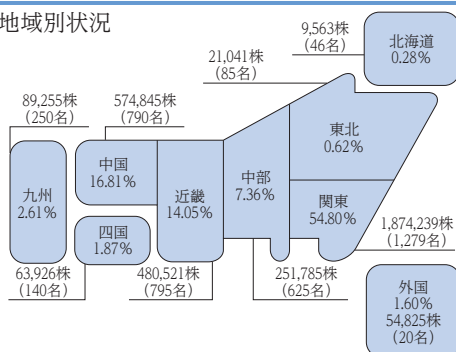 地域別状況
9,563株
(46名)
北海道
0.28%
21,041株
(85名)
89,255株
(250名)
574,845株
(790名)
東北
0.62%
中国
16.81%
近畿
14.05%
中部
7.36%
九州
2.61%
関東
54.80%
四国
1.87%
1,874,239株
(1,279名)
63,926株
(140名)
480,521株
(795名)
251,785株
(625名)
外国
1.60%
54,825株
(20名)